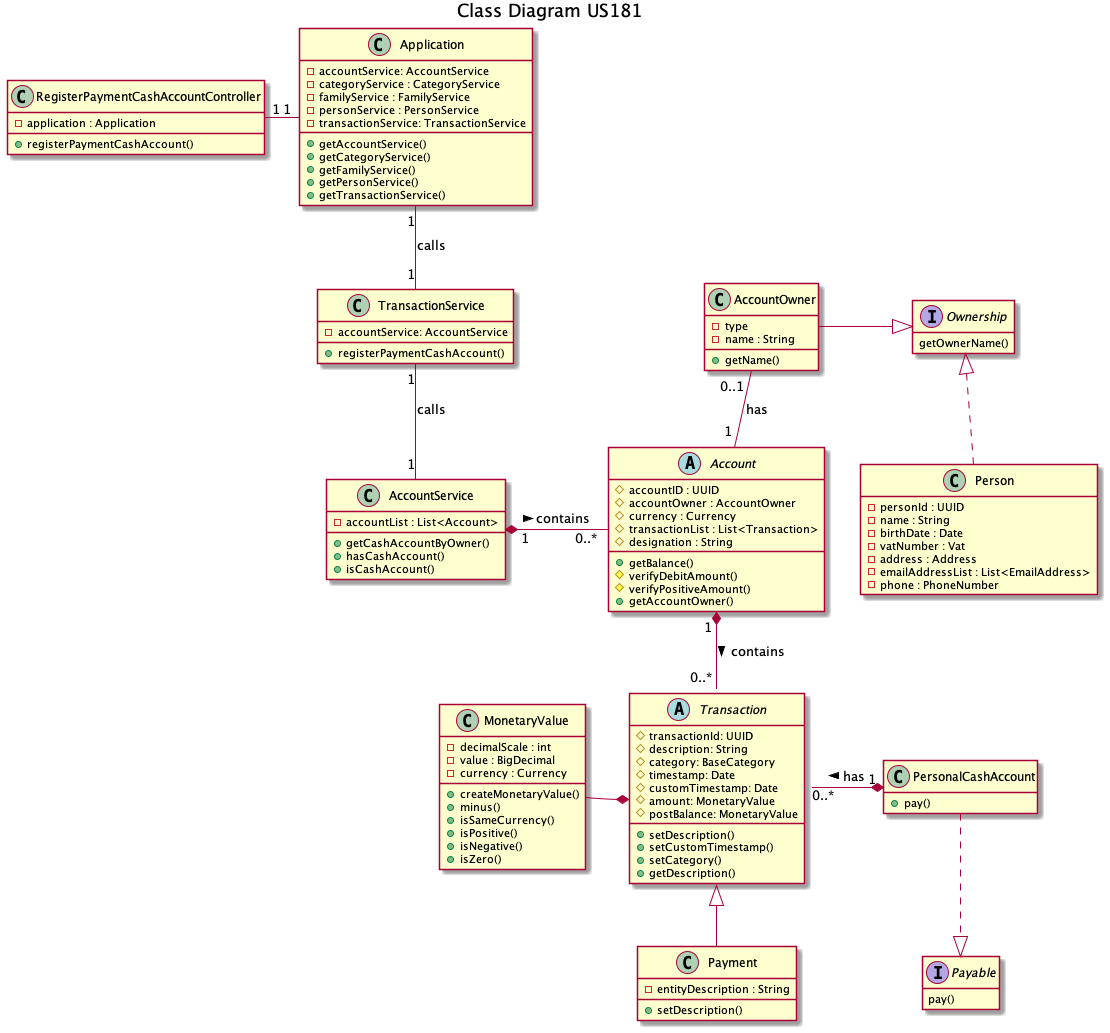 Class Diagram US181
C Application
accountService: AccountService
categoryService : CategoryService
familyService : FamilyService
personService : PersonService
transactionService: TransactionService
getAccountService()
getCategoryService()
getFamilyService()
getPersonService()
getTransactionService()
C RegisterPaymentCashAccountController
application : Application
registerPaymentCashAccount()
1 1
1
calls
1
C TransactionService
accountService: AccountService
registerPaymentCashAccount()
1
calls
1
C AccountOwner
type
name : String
getName()
I Ownership
getOwnerName()
0..1
has
1
C AccountService
accountList : List<Account>
getCashAccountByOwner()
hasCashAccount()
isCashAccount()
contains
1 0..*
A Account
accountID : UUID
accountOwner : AccountOwner
currency : Currency
transactionList : List<Transaction>
designation : String
getBalance()
verifyDebitAmount()
verifyPositiveAmount()
getAccountOwner()
C Person
personId : UUID
name : String
birthDate : Date
vatNumber : Vat
address : Address
emailAddressList : List<EmailAddress>
phone : PhoneNumber
1
contains
0..*
C MonetaryValue
decimalScale : int
value : BigDecimal
currency : Currency
createMonetaryValue()
minus()
isSameCurrency()
isPositive()
isNegative()
isZero()
A Transaction
transactionId: UUID
description: String
category: BaseCategory
timestamp: Date
customTimestamp: Date
amount: MonetaryValue
postBalance: MonetaryValue
setDescription()
setCustomTimestamp()
setCategory()
getDescription()
has 1
0..*
C PersonalCashAccount
pay()
C Payment
entityDescription : String
setDescription()
I Payable
pay()